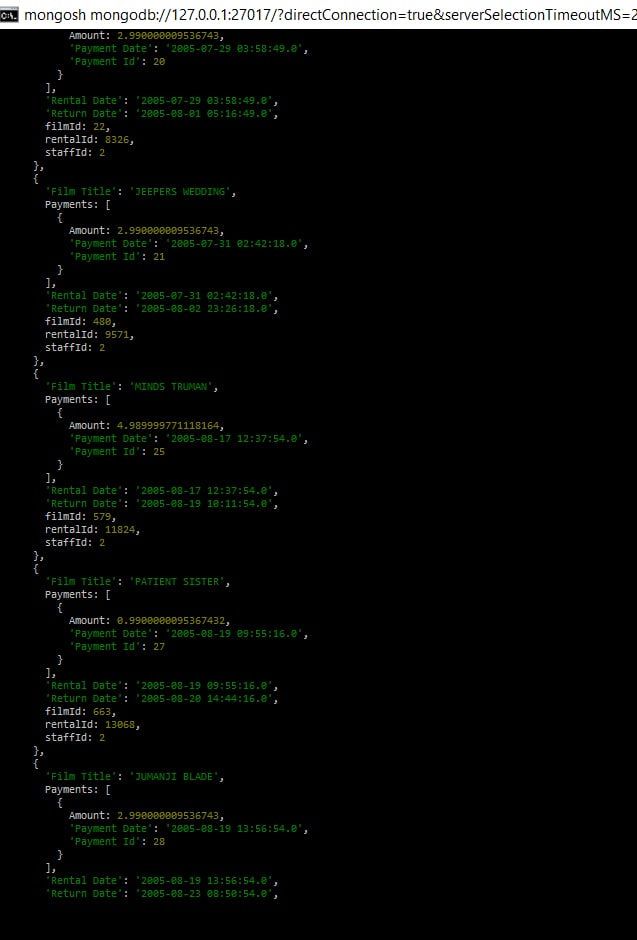 mongosh mongodb://127.0.0.1:27017/?directConnection=true&serverSelectionTimeoutMS=2
Amount: 2.990000009536743,
'Payment Date': '2005-07-29 03:58:49.0',
'Payment Id': 20
}
],
'Rental Date': '2005-07-29 03:58:49.0',
'Return Date': '2005-08-01 05:16:49.0',
filmId: 22,
rentalId: 8326,
staffId: 2
},
{
'Film Title': 'JEEPERS WEDDING',
Payments: [
{
Amount: 2.990000009536743,
'Payment Date': '2005-07-31 02:42:18.0',
'Payment Id': 21
}
],
'Rental Date': '2005-07-31 02:42:18.0',
'Return Date': '2005-08-02 23:26:18.0',
filmId: 480,
rentalId: 9571,
staffId: 2
},
{
'Film Title': 'MINDS TRUMAN',
Payments: [
{
Amount: 4.989999771118164,
'Payment Date': '2005-08-17 12:37:54.0',
'Payment Id': 25
}
],
'Rental Date': '2005-08-17 12:37:54.0',
'Return Date': '2005-08-19 10:11:54.0',
filmId: 579,
rentalId: 11824,
staffId: 2
},
{
'Film Title': 'PATIENT SISTER',
Payments: [
{
Amount: 0.9900000095367432,
'Payment Date': '2005-08-19 09:55:16.0',
'Payment Id': 27
}
],
'Rental Date': '2005-08-19 09:55:16.0',
'Return Date': '2005-08-20 14:44:16.0',
filmId: 663,
rentalId: 13068,
staffId: 2
},
{
'Film Title': 'JUMANJI BLADE',
Payments: [
{
Amount: 2.990000009536743,
'Payment Date': '2005-08-19 13:56:54.0',
'Payment Id': 28
}
],
'Rental Date': '2005-08-19 13:56:54.0',
'Return Date': '2005-08-23 08:50:54.0',